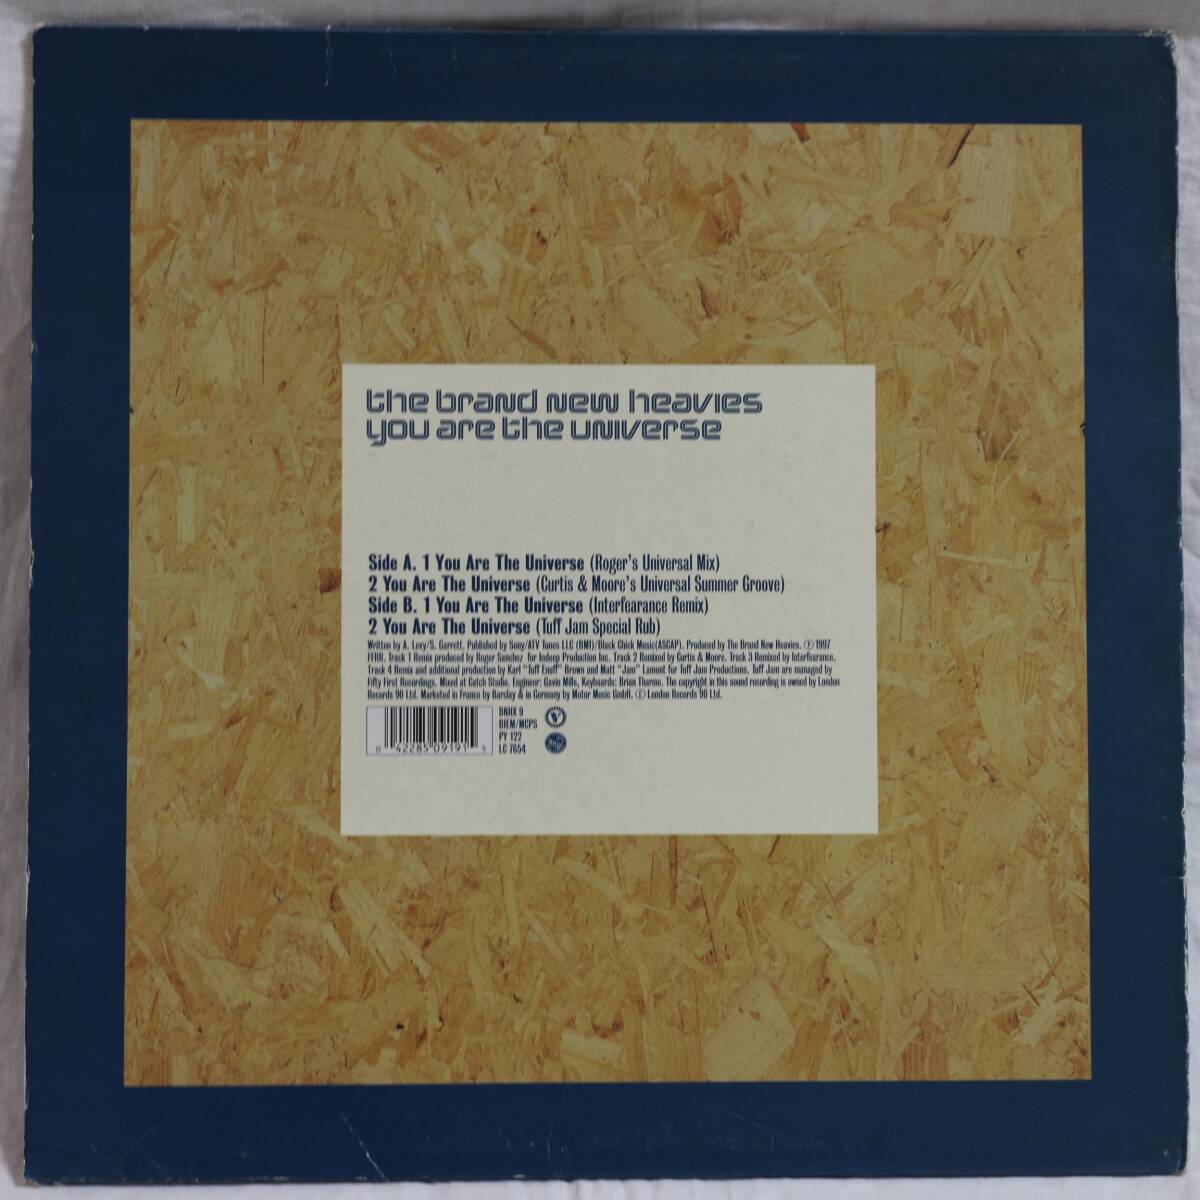 the brand new heavies
you are the universe
Side A. 1 You Are The Universe (Roger's Universal Mix)
2 You Are The Universe (Curtis & Moore's Universal Summer Groove)
Side B. 1 You Are The Universe (Interfearance Remix)
2 You Are The Universe (Tuff Jam Special Rub)
Written by A. Levy/S. Garrett. Published by Sony/ATV Tunes LLC (BMI)/Black Chick Music(ASCAP). Produced by The Brand New Heavies. Ⓟ 1997
FFRR. Track 1 Remix produced by Roger Sanchez for Indeep Production Inc. Track 2 Remixed by Curtis & Moore. Track 3 Remixed by Interfearance.
Track 4 Remix and additional production by Karl "Tuff Enuff" Brown and Matt "Jam" Lamont for Tuff Jam Productions. Tuff Jam are managed by
Fifty First Recordings. Mixed at Catch Studio. Engineer: Gavin Mills, Keyboards: Brian Tharme. The copyright in this sound recording is owned by London
Records 90 Ltd. Marketed in France by Barclay & in Germany by Motor Music GmbH. Ⓒ London Records 90 Ltd.
BNHX 9
BIEM/MCPS
PY 122
LC 7654
0 42285 09191 5